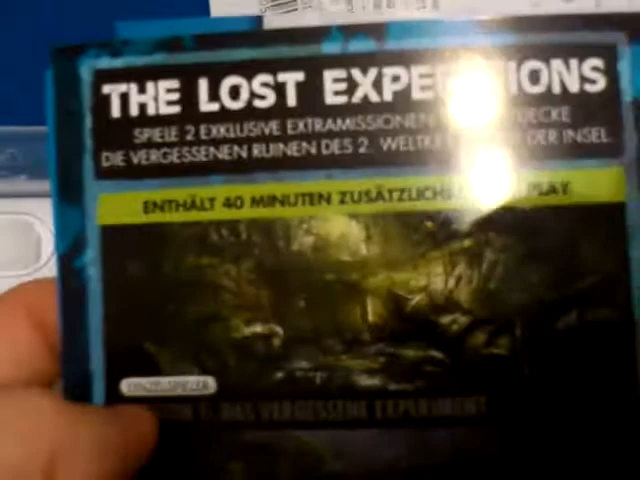 THE LOST
SPIELE 2 EXKLUSIVE EXTRAMISSIONEN
DIE VERGESSENEN RUINEN DES 2. DER INSEL.
ENTHÄLT 40 MINUTEN PLAY
EINZELSPIELER
DAS VERGESSENE EXPERIMENT